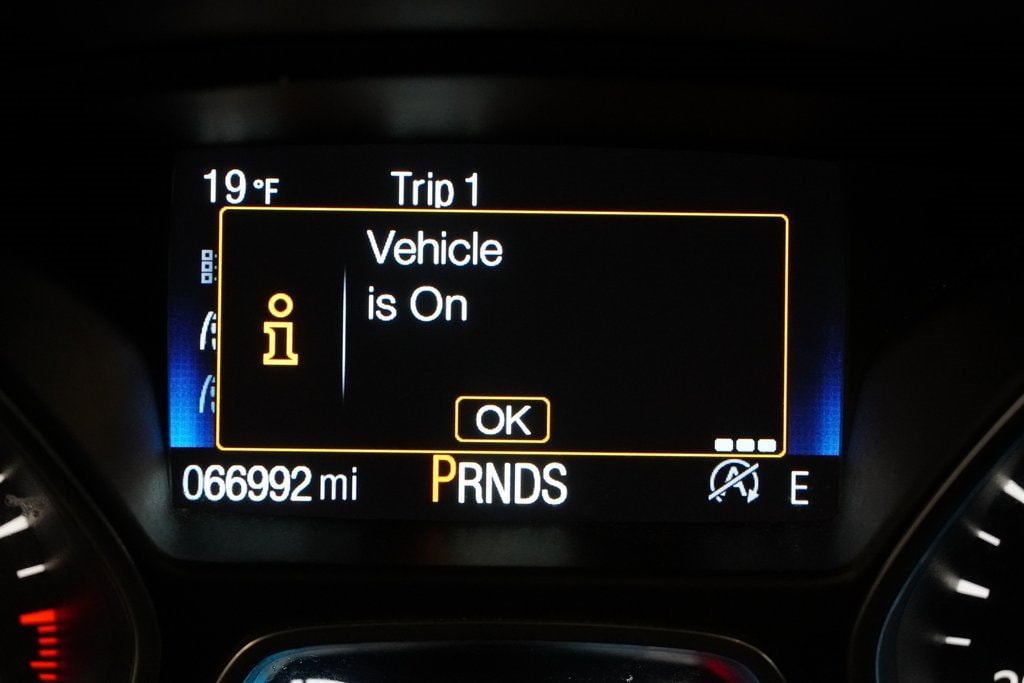 19 °F Trip 1
Vehicle
is On
OK
066992 mi PRNDS E